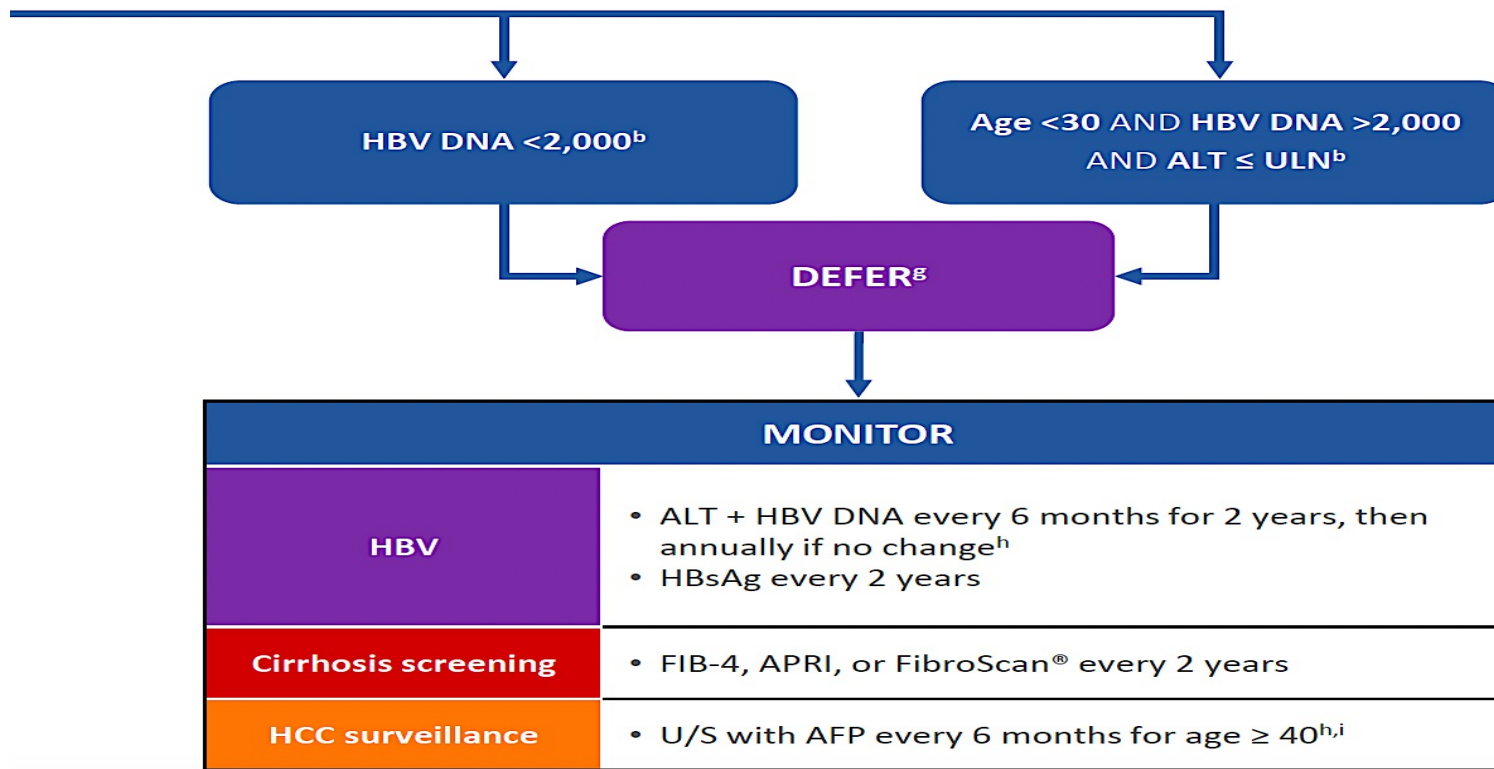 HBV DNA <2,000ᵇ
Age <30 AND HBV DNA >2,000
AND ALT ≤ ULNᵇ
DEFERᵍ
MONITOR
HBV
• ALT + HBV DNA every 6 months for 2 years, then
annually if no changeʰ
• HBsAg every 2 years
Cirrhosis screening
• FIB-4, APRI, or FibroScan® every 2 years
HCC surveillance
• U/S with AFP every 6 months for age ≥ 40ʰ,ⁱ